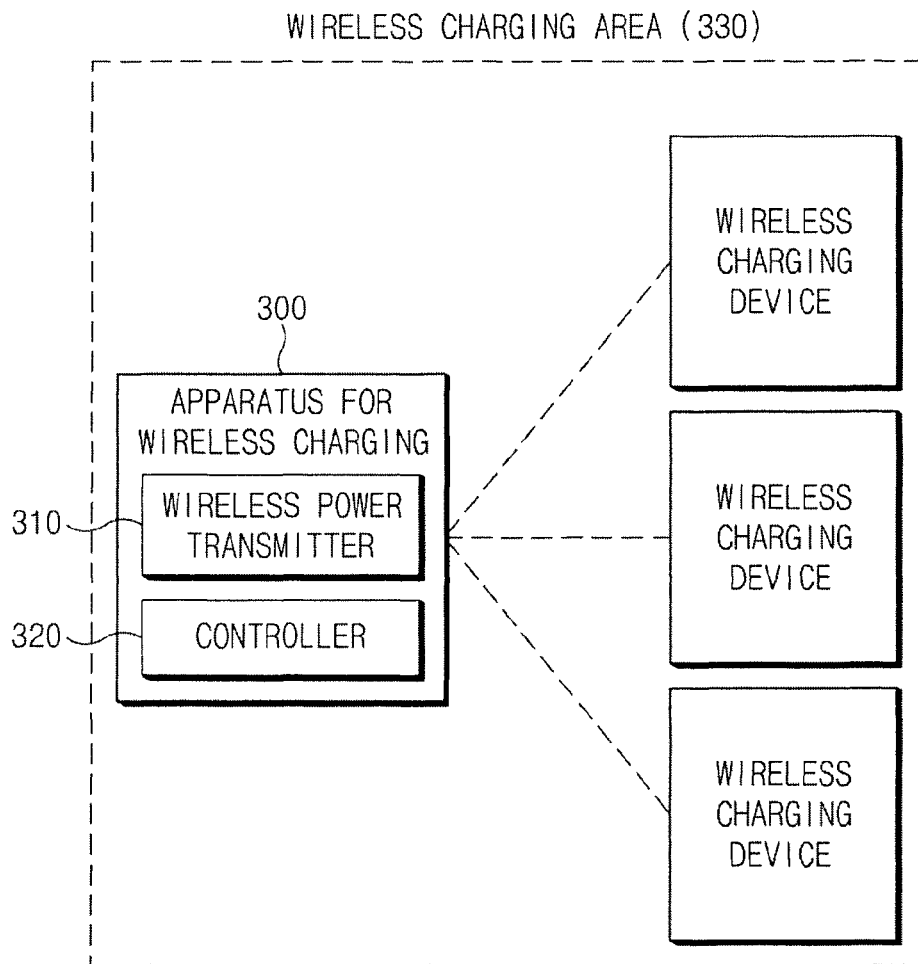 WIRELESS CHARGING AREA (330)
WIRELESS
CHARGING
DEVICE
300
APPARATUS FOR
WIRELESS CHARGING
310
WIRELESS POWER
TRANSMITTER
320
CONTROLLER
WIRELESS
CHARGING
DEVICE
WIRELESS
CHARGING
DEVICE